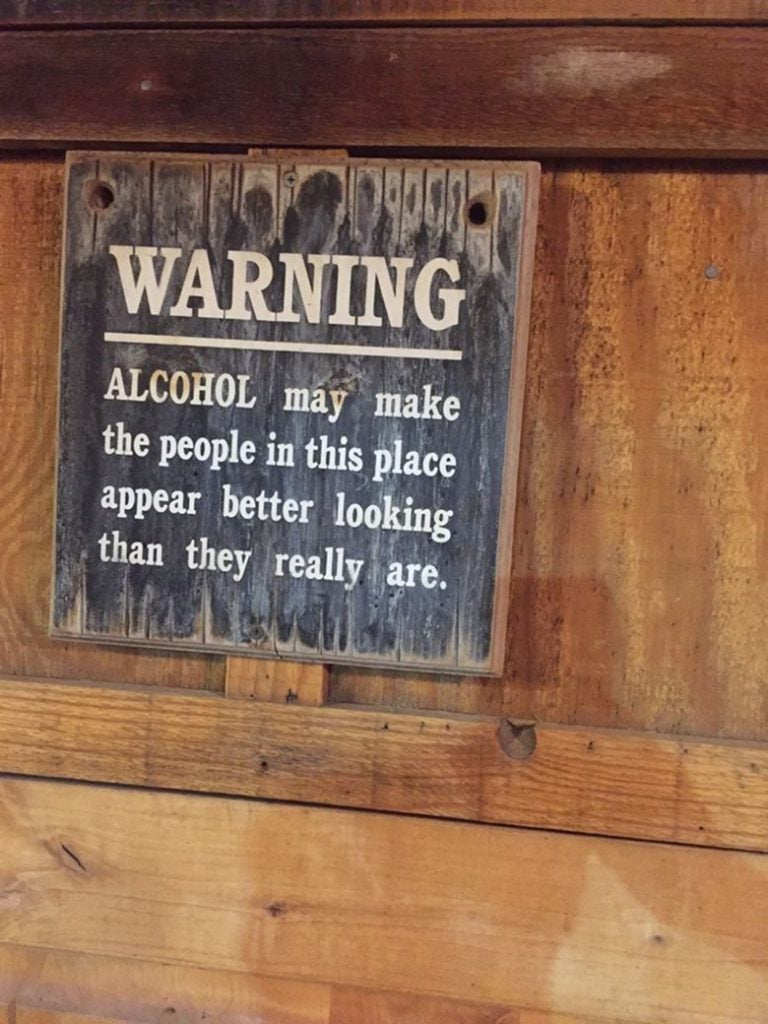 WARNING
ALCOHOL may make
the people in this place
appear better looking
than they really are.